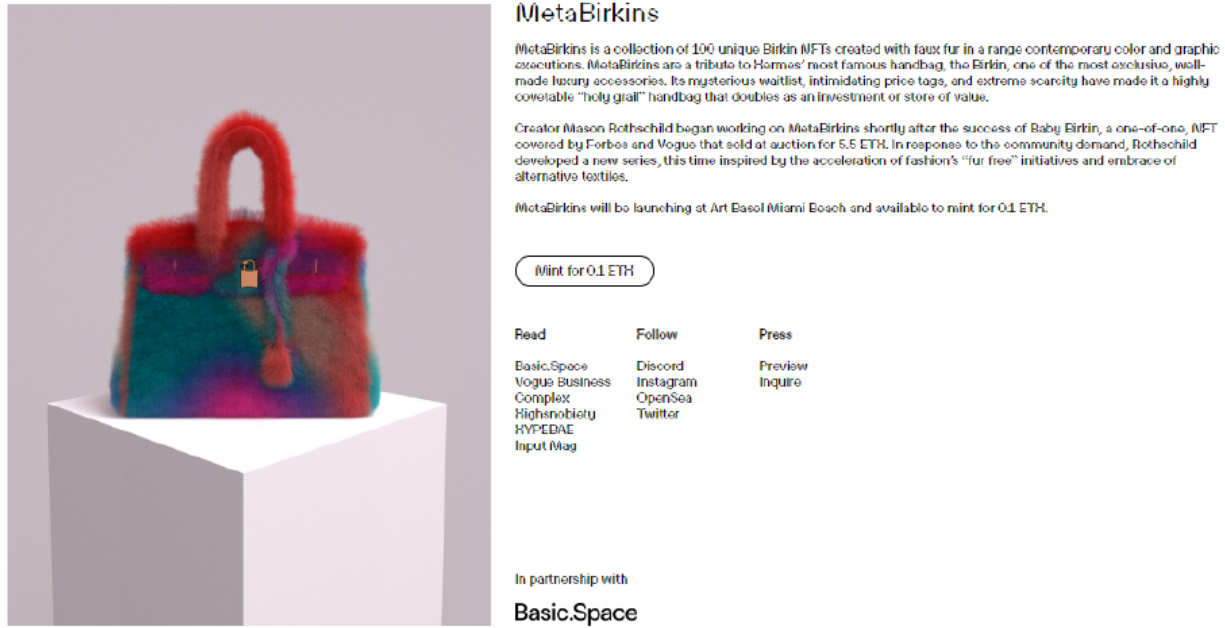 MetaBirkins
MetaBirkins is a collection of 100 unique Birkin NFTs created with faux fur in a range contemporary color and graphic
executions. MetaBirkins are a tribute to Hermes' most famous handbag, the Birkin, one of the most exclusive, well-
made luxury accessories. Its mysterious waitlist, intimidating price tags, and extreme scarcity have made it a highly
covetable "holy grail" handbag that doubles as an investment or store of value.
Creator Mason Rothschild began working on MetaBirkins shortly after the success of Baby Birkin, a one-of-one, NFT
covered by Forbes and Vogue that sold at auction for 5.5 ETH. In response to the community demand, Rothschild
developed a new series, this time inspired by the acceleration of fashion's "fur free" initiatives and embrace of
alternative textiles.
MetaBirkins will be launching at Art Basel Miami Beach and available to mint for 0.1 ETH.
Mint for 0.1 ETH
Read Follow Press
Basic.Space Discord Preview
Vogue Business Instagram Inquire
Complex OpenSea
Highsnobiety Twitter
HYPEBAE
Input Mag
In partnership with
Basic.Space